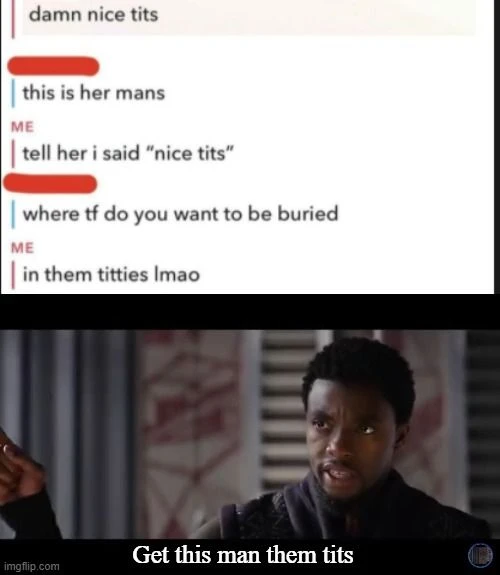 damn nice tits
this is her mans
ME
tell her i said “nice tits”
where tf do you want to be buried
ME
in them titties lmao
Get this man them tits
imgflip.com